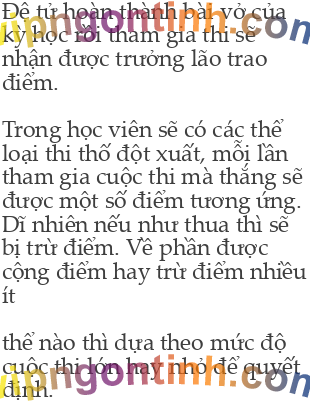 Đệ tử hoàn thành bài vở của
kỳ học rồi tham gia thi sẽ
nhận được trưởng lão trao
điểm.
Trong học viên sẽ có các thể
loại thi thố đột xuất, mỗi lần
tham gia cuộc thi mà thắng sẽ
được một số điểm tương ứng.
Dĩ nhiên nếu như thua thì sẽ
bị trừ điểm. Về phần được
cộng điểm hay trừ điểm nhiều
ít
thể nào thì dựa theo mức độ
cuộc thi lớn hay nhỏ để quyết
định.
vipngontinh.com
vipngontinh.com